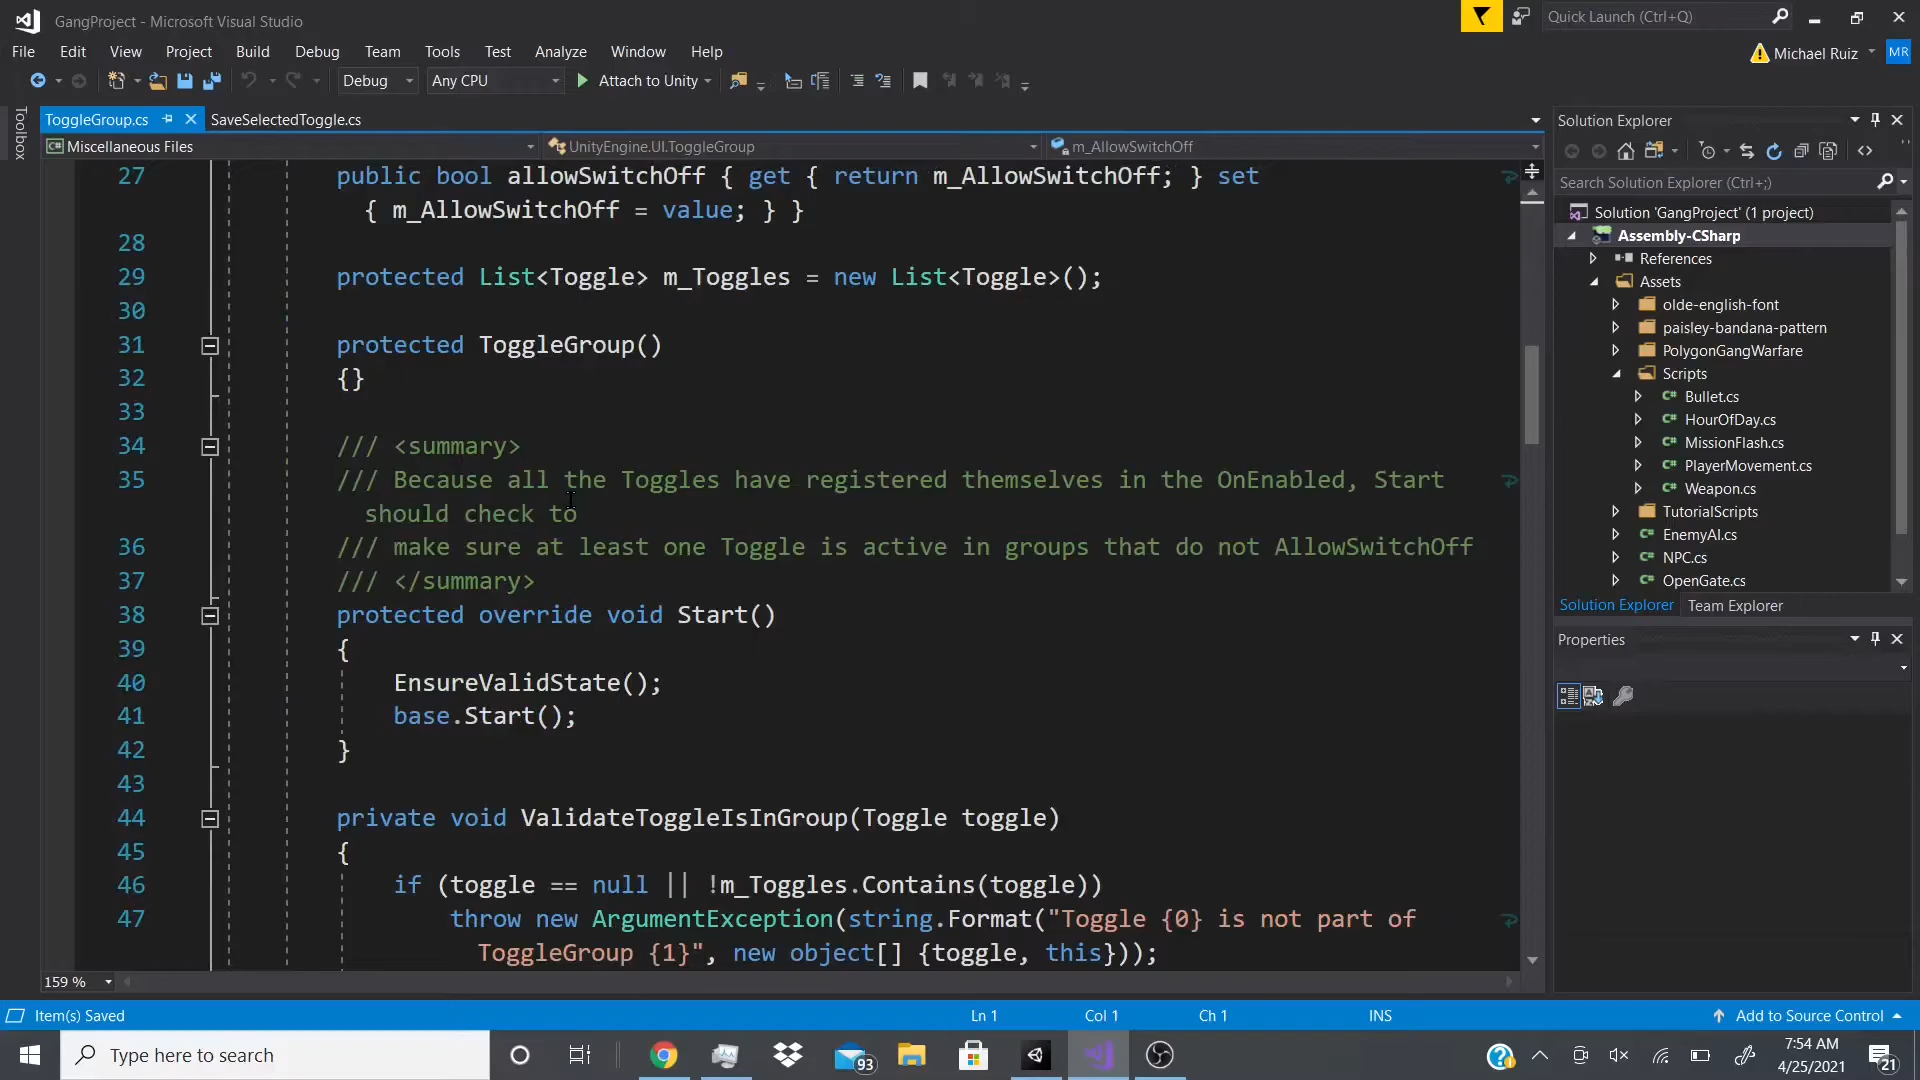 GangProject - Microsoft Visual Studio
Quick Launch (Ctrl+Q)
File Edit View Project Build Debug Team Tools Test Analyze Window Help
Michael Ruiz MR
Debug Any CPU Attach to Unity
Toolbox
ToggleGroup.cs SaveSelectedToggle.cs
Miscellaneous Files UnityEngine.UI.ToggleGroup m_AllowSwitchOff
27 public bool allowSwitchOff { get { return m_AllowSwitchOff; } set
{ m_AllowSwitchOff = value; } }
28
29 protected List<Toggle> m_Toggles = new List<Toggle>();
30
31 protected ToggleGroup()
32 {}
33
34 /// <summary>
35 /// Because all the Toggles have registered themselves in the OnEnabled, Start
should check to
36 /// make sure at least one Toggle is active in groups that do not AllowSwitchOff
37 /// </summary>
38 protected override void Start()
39 {
40 EnsureValidState();
41 base.Start();
42 }
43
44 private void ValidateToggleIsInGroup(Toggle toggle)
45 {
46 if (toggle == null || !m_Toggles.Contains(toggle))
47 throw new ArgumentException(string.Format("Toggle {0} is not part of
ToggleGroup {1}", new object[] {toggle, this}));
159 %
Solution Explorer
Search Solution Explorer (Ctrl+;)
Solution 'GangProject' (1 project)
Assembly-CSharp
References
Assets
olde-english-font
paisley-bandana-pattern
PolygonGangWarfare
Scripts
C# Bullet.cs
C# HourOfDay.cs
C# MissionFlash.cs
C# PlayerMovement.cs
C# Weapon.cs
TutorialScripts
C# EnemyAI.cs
C# NPC.cs
C# OpenGate.cs
Solution Explorer Team Explorer
Properties
Item(s) Saved Ln 1 Col 1 Ch 1 INS Add to Source Control
Type here to search
93
7:54 AM
4/25/2021
21